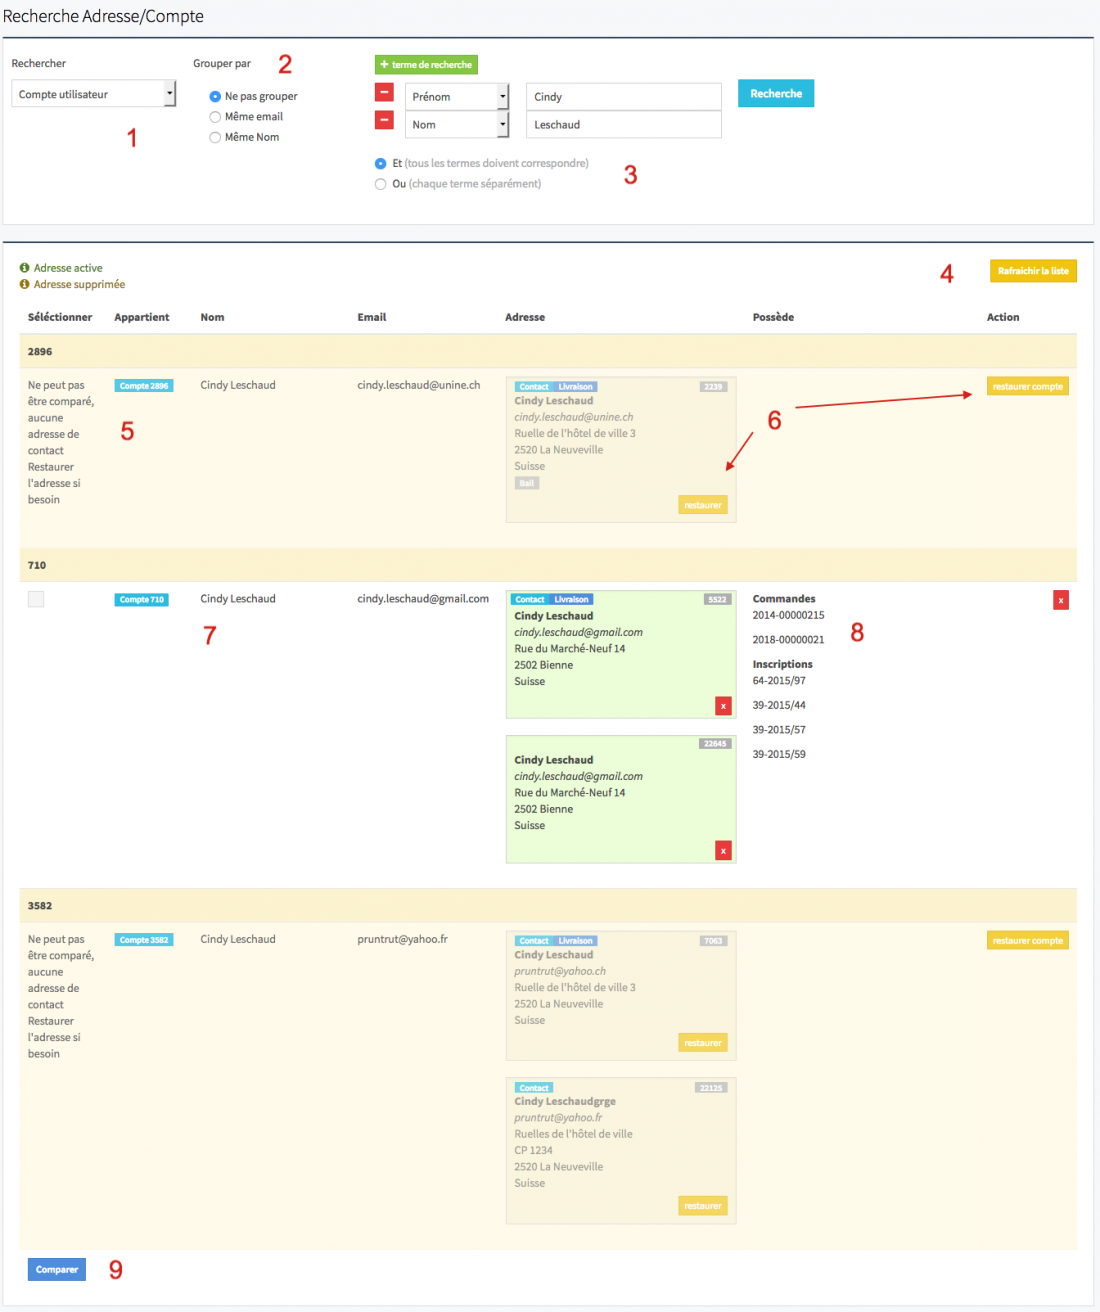 Recherche Adresse/Compte
Rechercher
Grouper par
2
+ terme de recherche
Compte utilisateur
Ne pas grouper
Même email
Même Nom
1
− Prénom Cindy
Recherche
− Nom Leschaud
Et (tous les termes doivent correspondre)
Ou (chaque terme séparément)
3
Adresse active
Adresse supprimée
4
Rafraichir la liste
Séléctionner Appartient Nom Email Adresse Possède Action
2896
Ne peut pas
être comparé,
aucune
adresse de
contact
Restaurer
l'adresse si
besoin
Compte 2896
5
Cindy Leschaud
cindy.leschaud@unine.ch
Contact Livraison 2239
Cindy Leschaud
cindy.leschaud@unine.ch
Ruelle de l'hôtel de ville 3
2520 La Neuveville
Suisse
Bail
restaurer
6
restaurer compte
710
Compte 710
Cindy Leschaud
7
cindy.leschaud@gmail.com
Contact Livraison 5522
Cindy Leschaud
cindy.leschaud@gmail.com
Rue du Marché-Neuf 14
2502 Bienne
Suisse
x
22645
Cindy Leschaud
cindy.leschaud@gmail.com
Rue du Marché-Neuf 14
2502 Bienne
Suisse
x
Commandes
2014-00000215
2018-00000021
8
Inscriptions
64-2015/97
39-2015/44
39-2015/57
39-2015/59
x
3582
Ne peut pas
être comparé,
aucune
adresse de
contact
Restaurer
l'adresse si
besoin
Compte 3582
Cindy Leschaud
pruntrut@yahoo.fr
Contact Livraison 7063
Cindy Leschaud
pruntrut@yahoo.ch
Ruelle de l'hôtel de ville 3
2520 La Neuveville
Suisse
restaurer
Contact 22125
Cindy Leschaudgrge
pruntrut@yahoo.fr
Ruelles de l'hôtel de ville
CP 1234
2520 La Neuveville
Suisse
restaurer
restaurer compte
Comparer
9